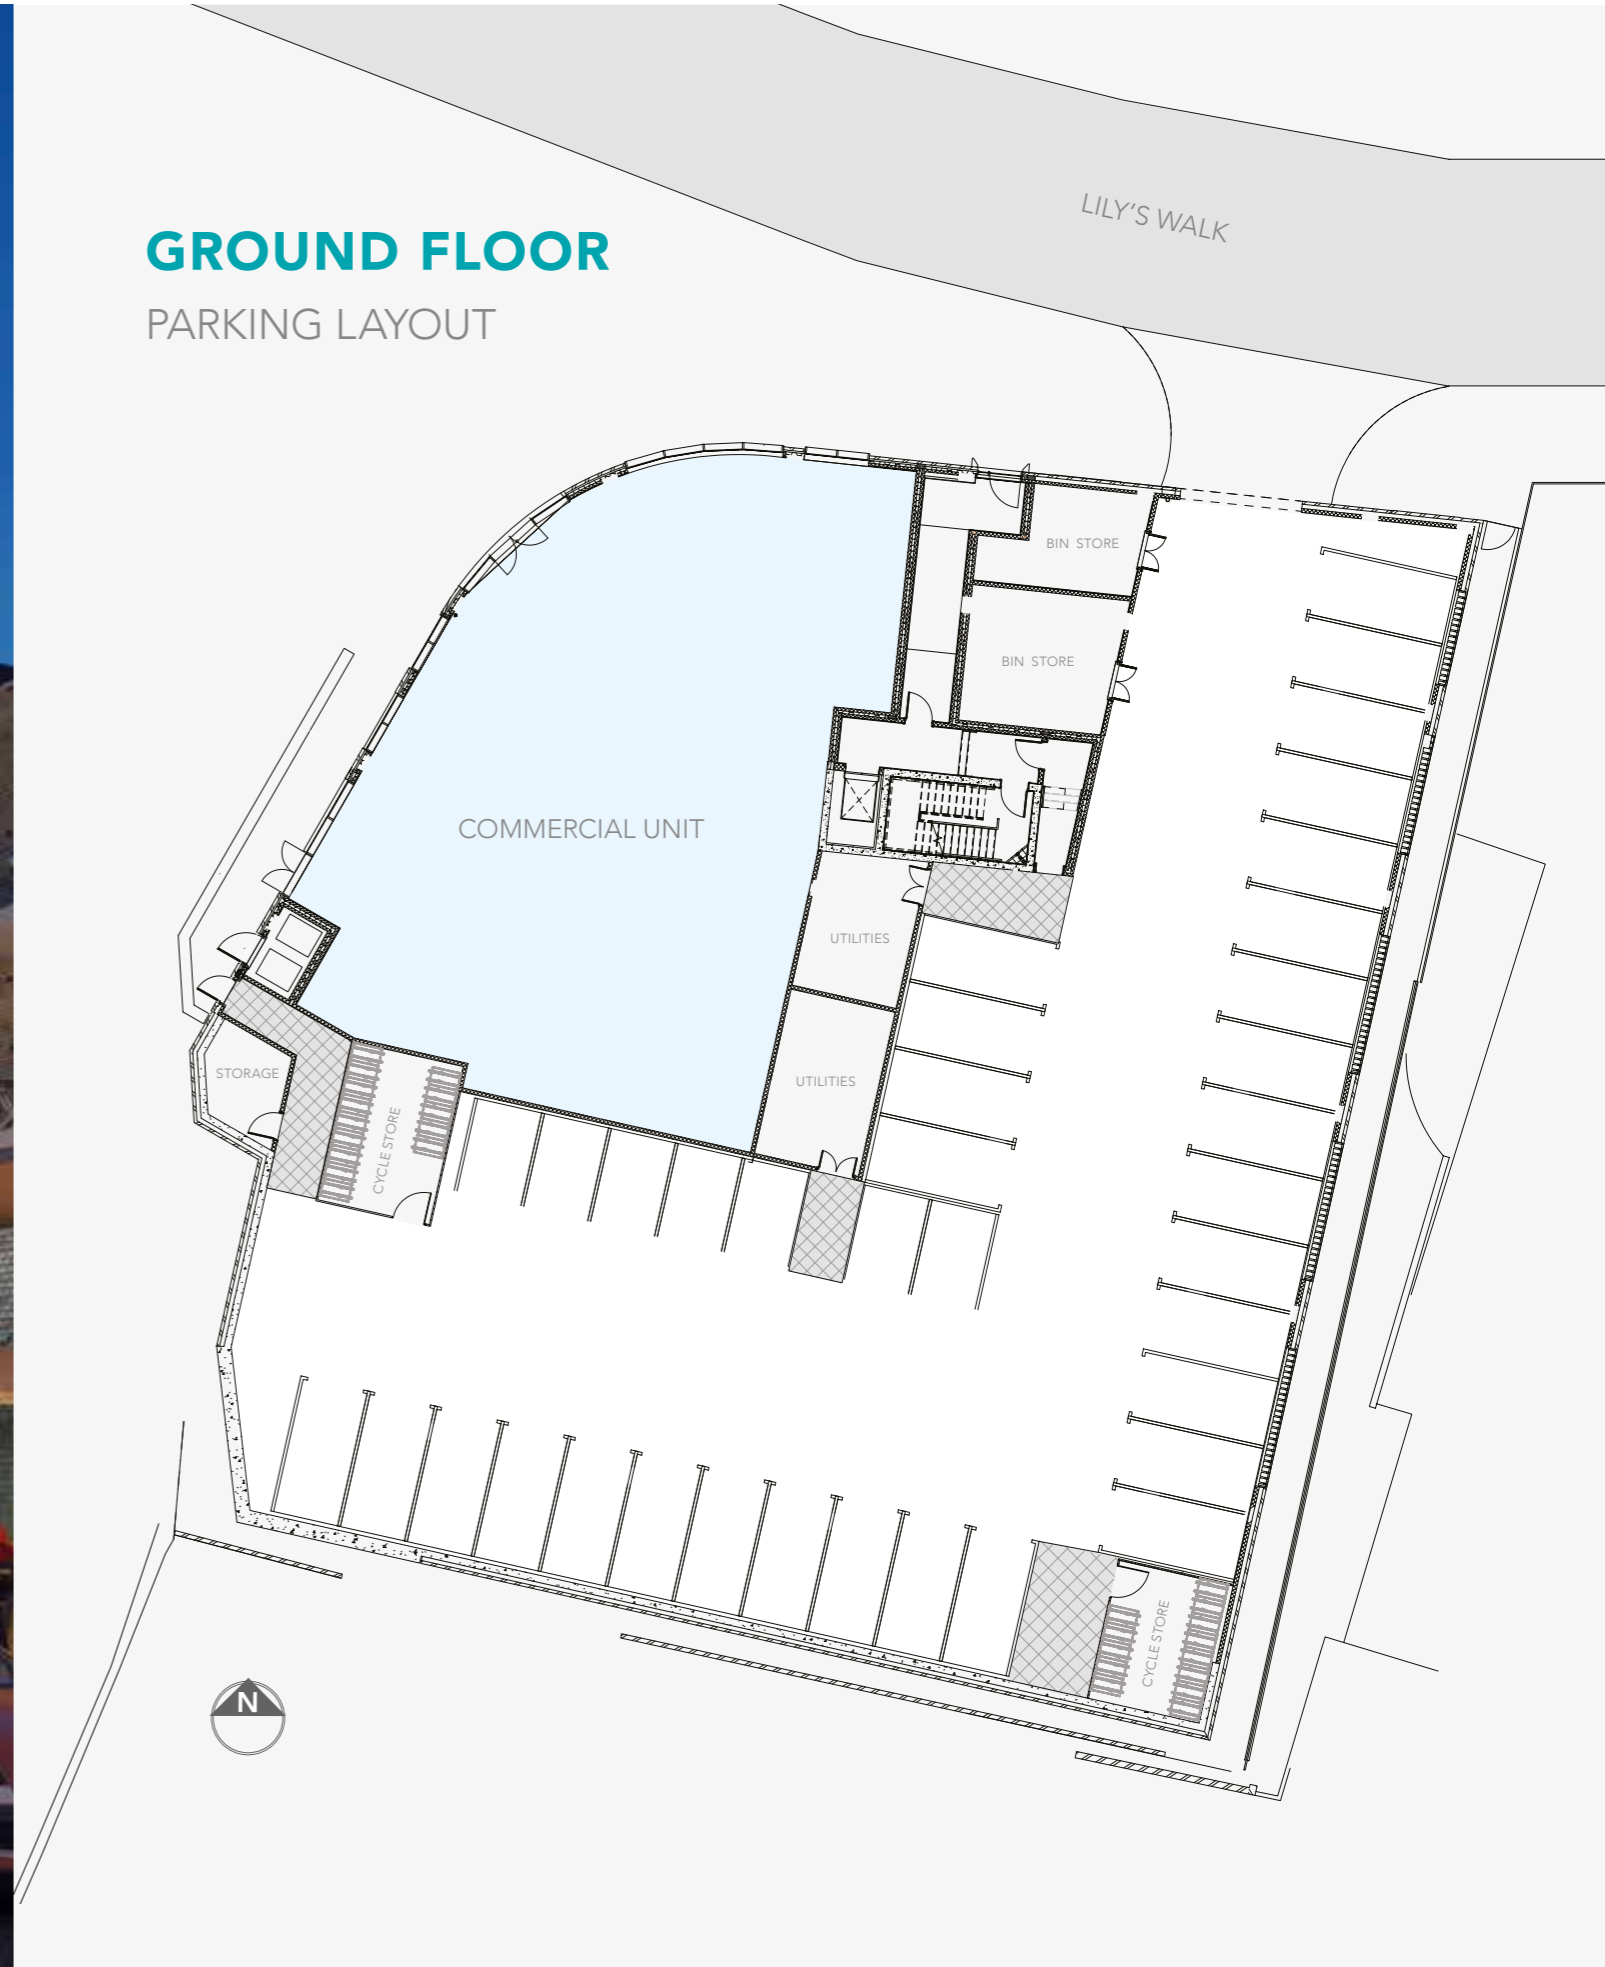 LILY'S WALK
GROUND FLOOR
PARKING LAYOUT
BIN STORE
BIN STORE
COMMERCIAL UNIT
UTILITIES
UTILITIES
STORAGE
CYCLE STORE
CYCLE STORE
N